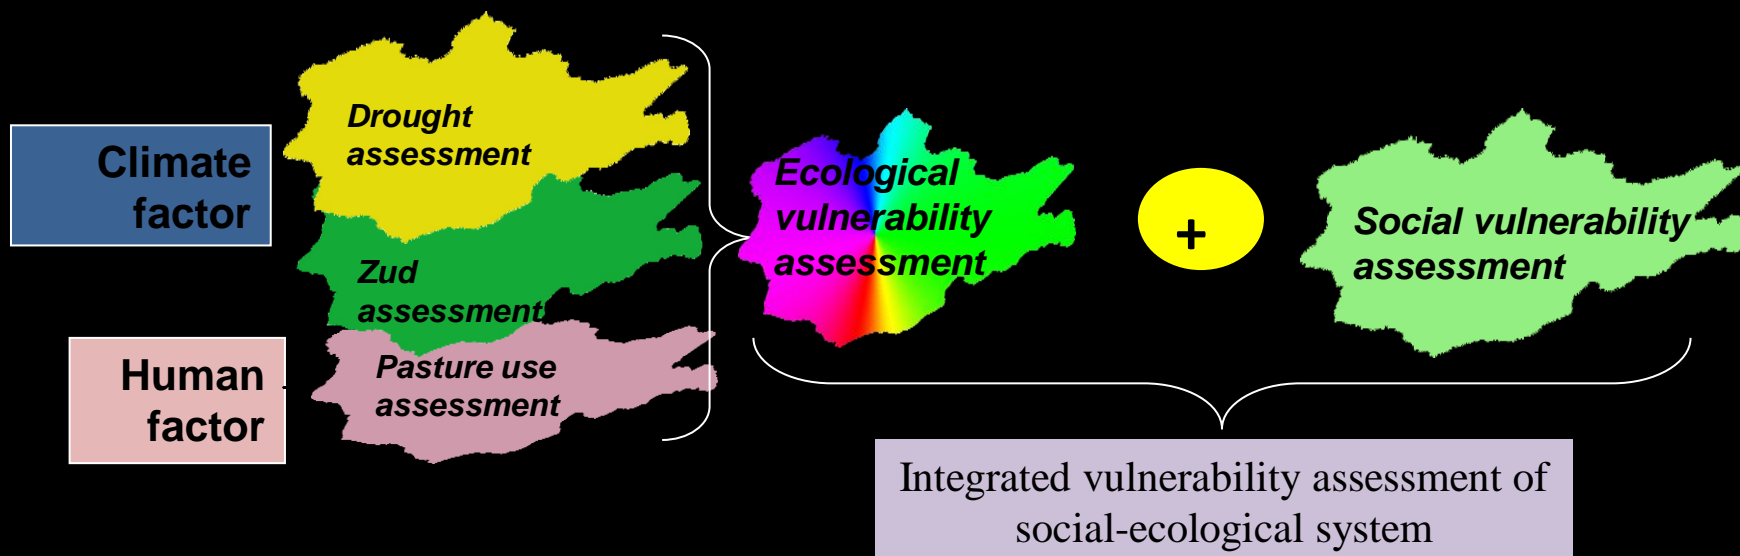 Climate
factor
Drought
assessment
Zud
assessment
Human
factor
Pasture use
assessment
Ecological
vulnerability
assessment
+
Social vulnerability
assessment
Integrated vulnerability assessment of
social-ecological system